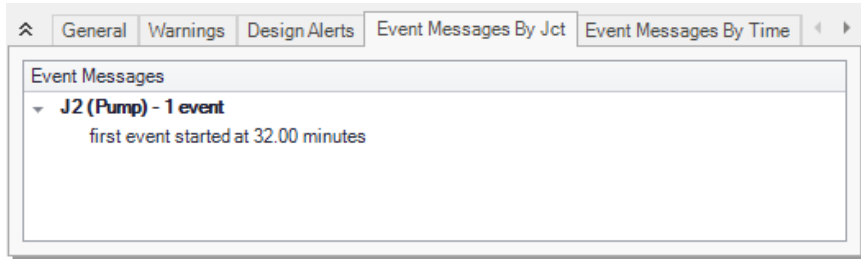 General Warnings Design Alerts Event Messages By Jct Event Messages By Time
Event Messages
J2 (Pump) - 1 event
first event started at 32.00 minutes